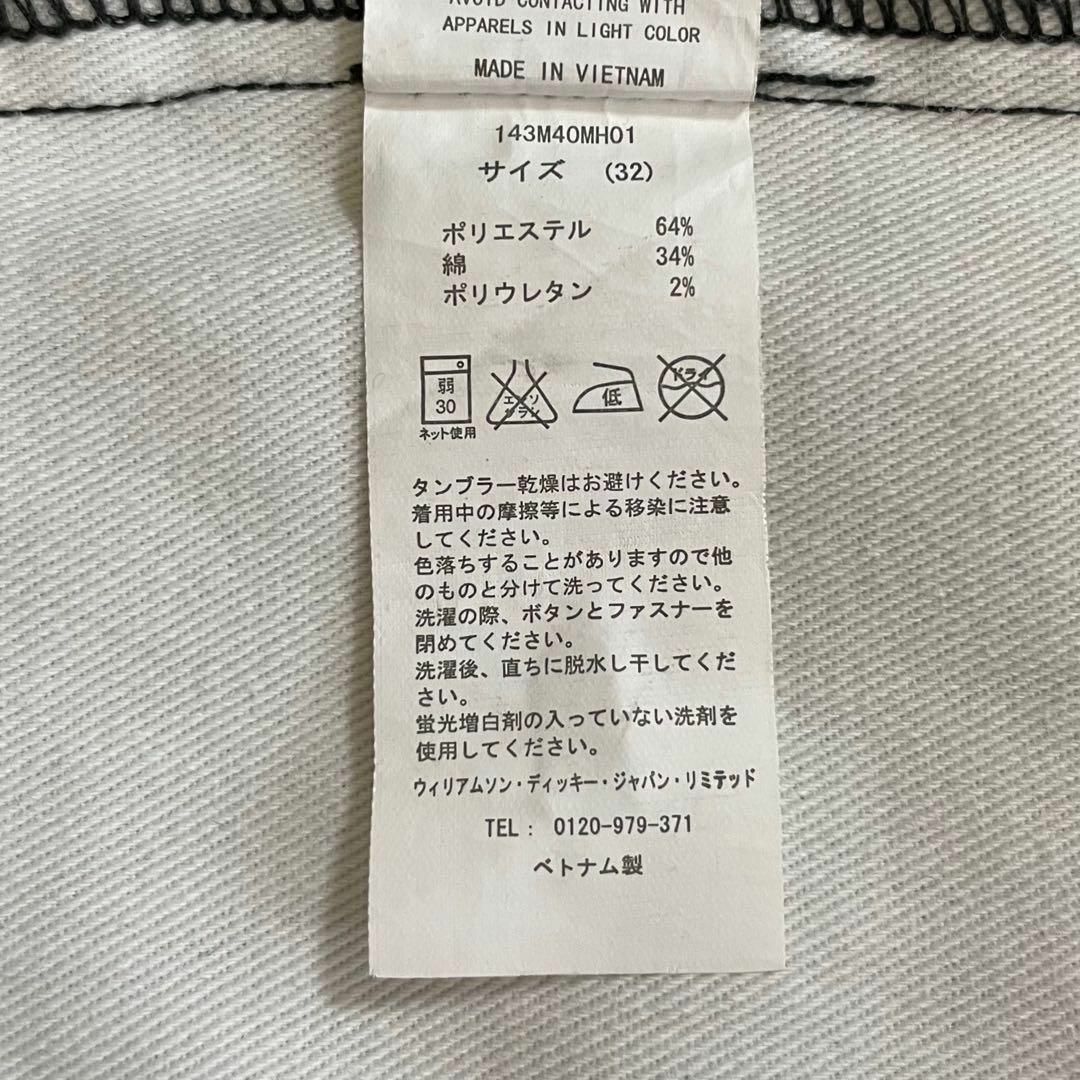 AVOID CONTACTING WITH
APPARELS IN LIGHT COLOR
MADE IN VIETNAM
143M40MH01
サイズ (32)
ポリエステル 64%
綿 34%
ポリウレタン 2%
弱
30
ネット使用
エンソ
サラシ
低
ドライ
タンブラー乾燥はお避けください。
着用中の摩擦等による移染に注意
してください。
色落ちすることがありますので他
のものと分けて洗ってください。
洗濯の際、ボタンとファスナーを
閉めてください。
洗濯後、直ちに脱水し干してくだ
さい。
蛍光増白剤の入っていない洗剤を
使用してください。
ウィリアムソン・ディッキー・ジャパン・リミテッド
TEL: 0120-979-371
ベトナム製